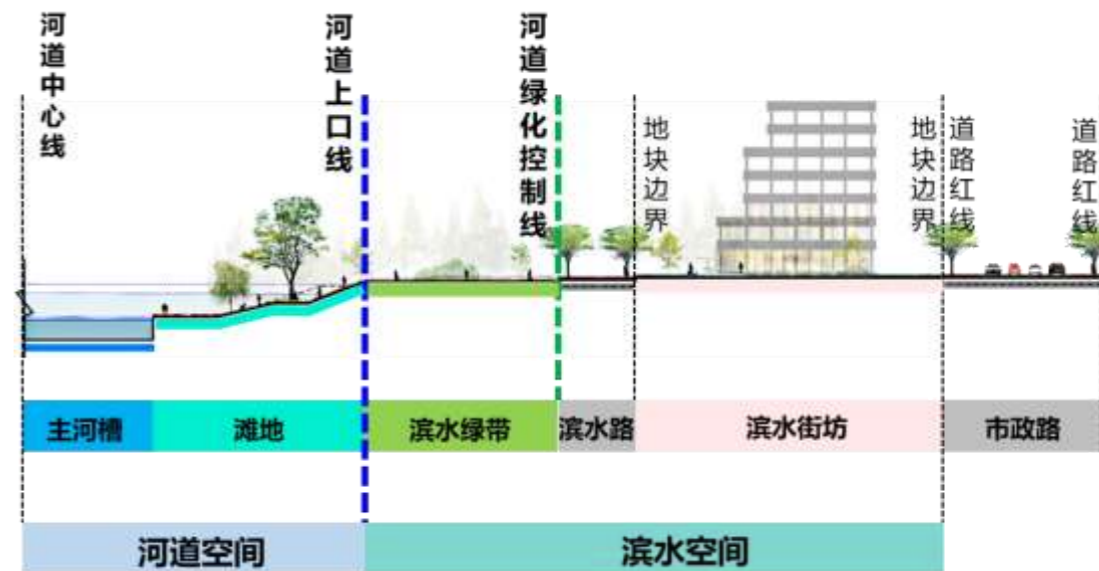 河道中心线
河道上口线
河道绿化控制线
地块边界
地块边界
道路红线
道路红线
主河槽
滩地
滨水绿带
滨水路
滨水街坊
市政路
河道空间
滨水空间